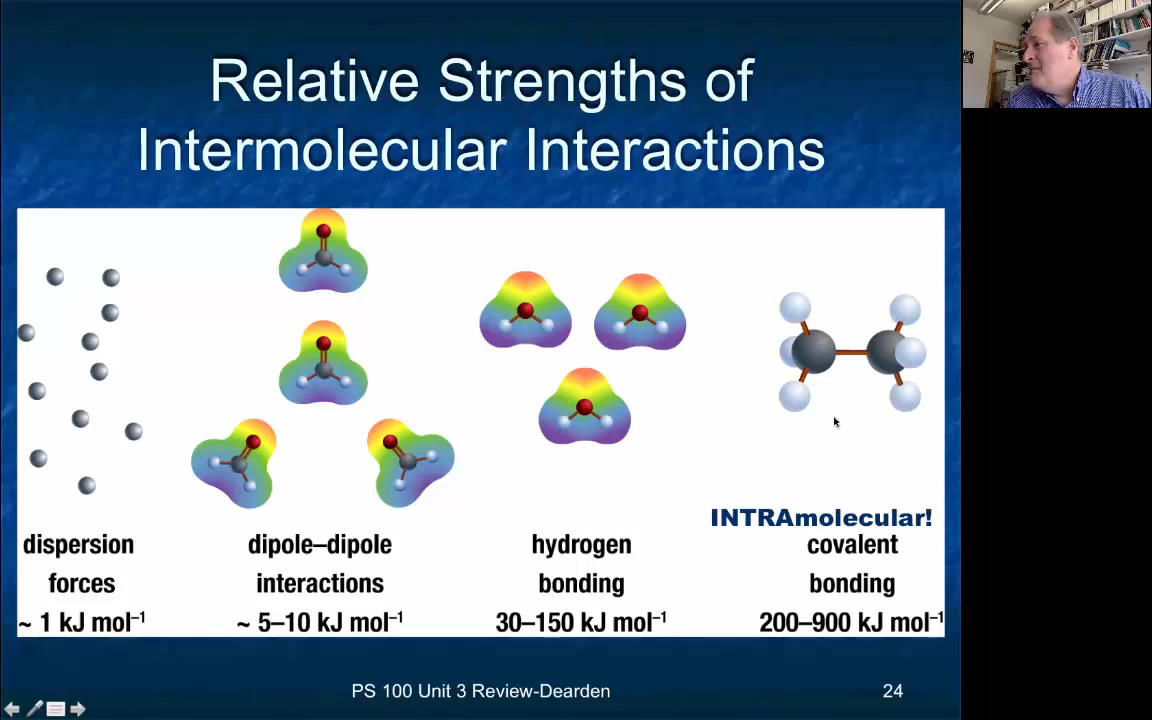 Relative Strengths of
Intermolecular Interactions
INTRAmolecular!
dispersion
forces
~ 1 kJ mol⁻¹
dipole–dipole
interactions
~ 5–10 kJ mol⁻¹
hydrogen
bonding
30–150 kJ mol⁻¹
covalent
bonding
200–900 kJ mol⁻¹
PS 100 Unit 3 Review-Dearden
24